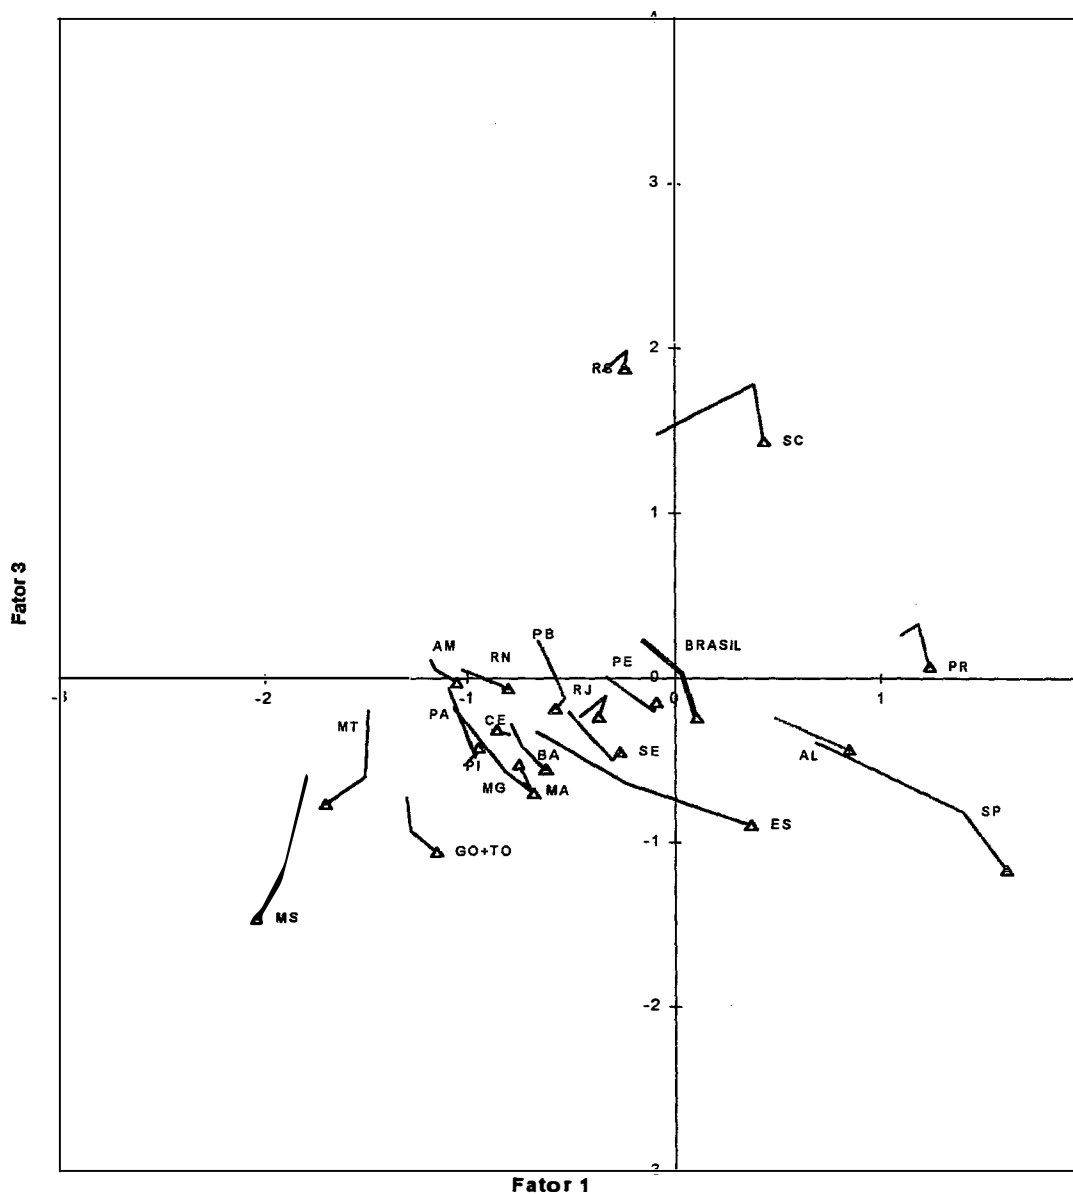 3
2
RS
SC
1
Fator 3
PB
AM
RN
PE
BRASIL
PR
0
-2
-1
0
1
RJ
PA
MT
CE
SE
BA
AL
PI
MG
MA
SP
ES
-1
GO+TO
MS
-2
Fator 1